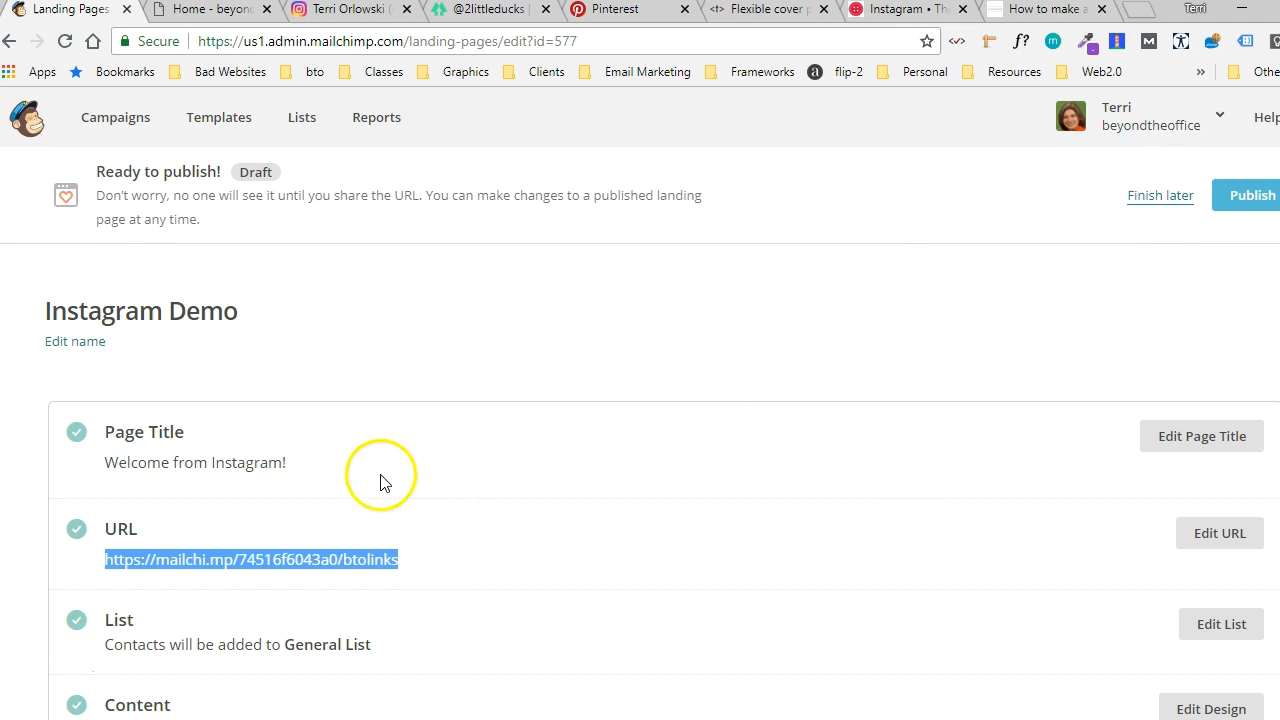 Landing Pages
Home - beyon
Terri Orlowski (
@2littleducks |
Pinterest
Flexible cover p
Instagram • The
How to make a
Terri
Secure
https://us1.admin.mailchimp.com/landing-pages/edit?id=577
Apps
Bookmarks
Bad Websites
bto
Classes
Graphics
Clients
Email Marketing
Frameworks
flip-2
Personal
Resources
Web2.0
»
Othe
Campaigns
Templates
Lists
Reports
Terri
beyondtheoffice
Help
Ready to publish!
Draft
Don't worry, no one will see it until you share the URL. You can make changes to a published landing
page at any time.
Finish later
Publish
Instagram Demo
Edit name
Page Title
Welcome from Instagram!
Edit Page Title
URL
https://mailchi.mp/74516f6043a0/btolinks
Edit URL
List
Contacts will be added to General List
Edit List
Content
Edit Design